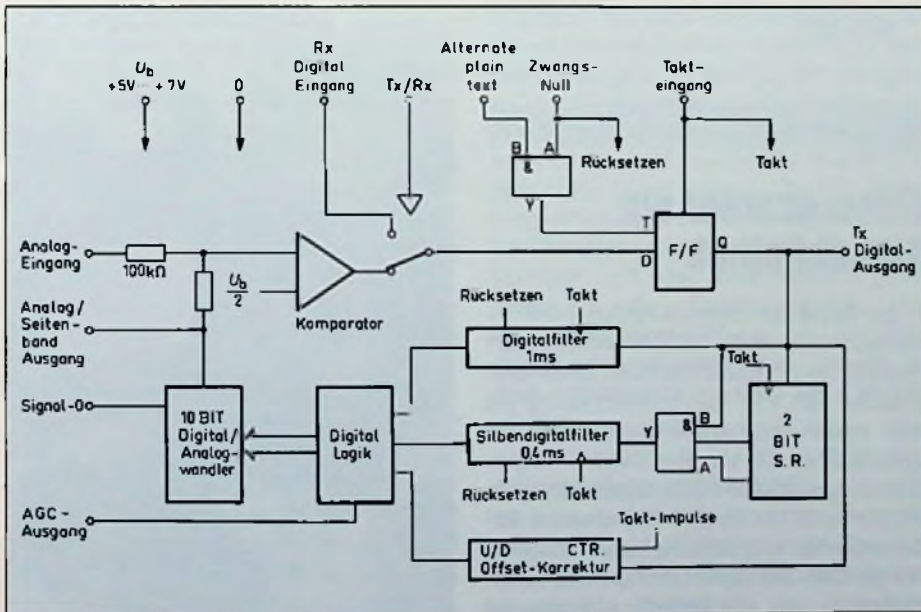 U_b
+5V... +7V
0
Rx
Digital
Eingang
Tx/Rx
Alternate
plain
text
Zwangs-
Null
Takt-
eingang
B
A
&
Y
Rücksetzen
Takt
Analog-
Eingang
100kΩ
U_b
2
Komparator
T
D
F/F
Q
Tx
Digital-
Ausgang
Analog/
Seiten-
band
Ausgang
Rücksetzen
Takt
Digitalfilter
1ms
Takt
Signal-0
10 BIT
Digital/
Analog-
wandler
Digital
Logik
Silbendigitalfilter
0,4ms
Y
&
B
A
2
BIT
S.R.
Rücksetzen
Takt
AGC-
Ausgang
Takt-Impulse
U/D CTR.
Offset-Korrektur